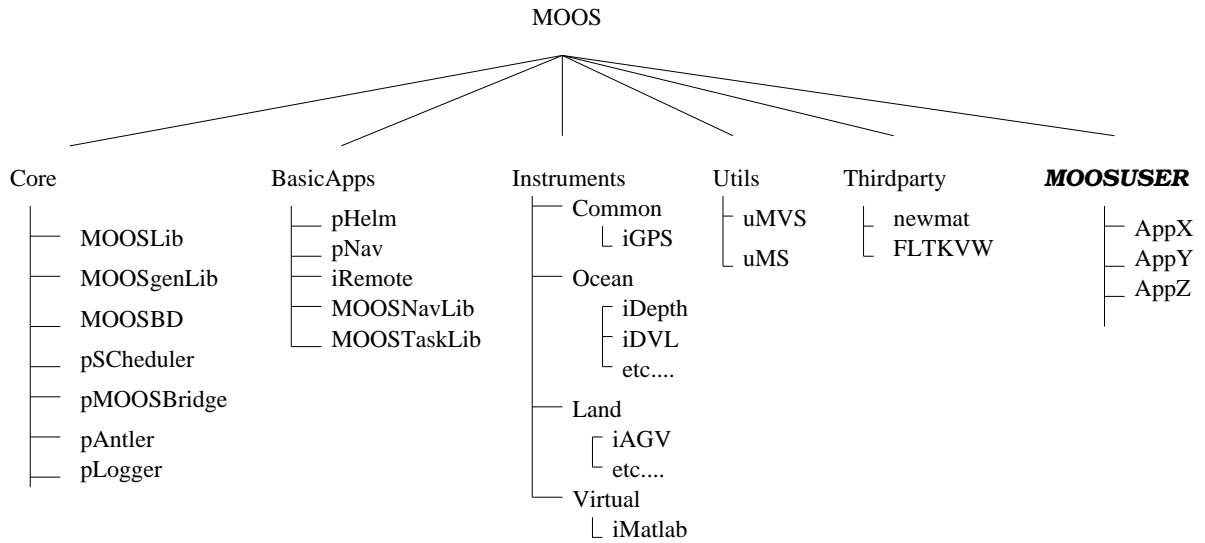 MOOS
Core
MOOSLib
MOOSgenLib
MOOSBD
pSCheduler
pMOOSBridge
pAntler
pLogger
BasicApps
pHelm
pNav
iRemote
MOOSNavLib
MOOSTaskLib
Instruments
Common
iGPS
Ocean
iDepth
iDVL
etc....
Land
iAGV
etc....
Virtual
iMatlab
Utils
uMVS
uMS
Thirdparty
newmat
FLTKVW
MOOSUSER
AppX
AppY
AppZ